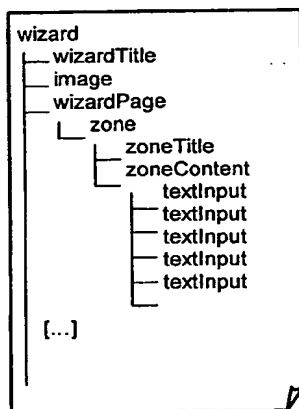 wizard
wizardTitle
image
wizardPage
zone
zoneTitle
zoneContent
textInput
textInput
textInput
textInput
textInput
[...]